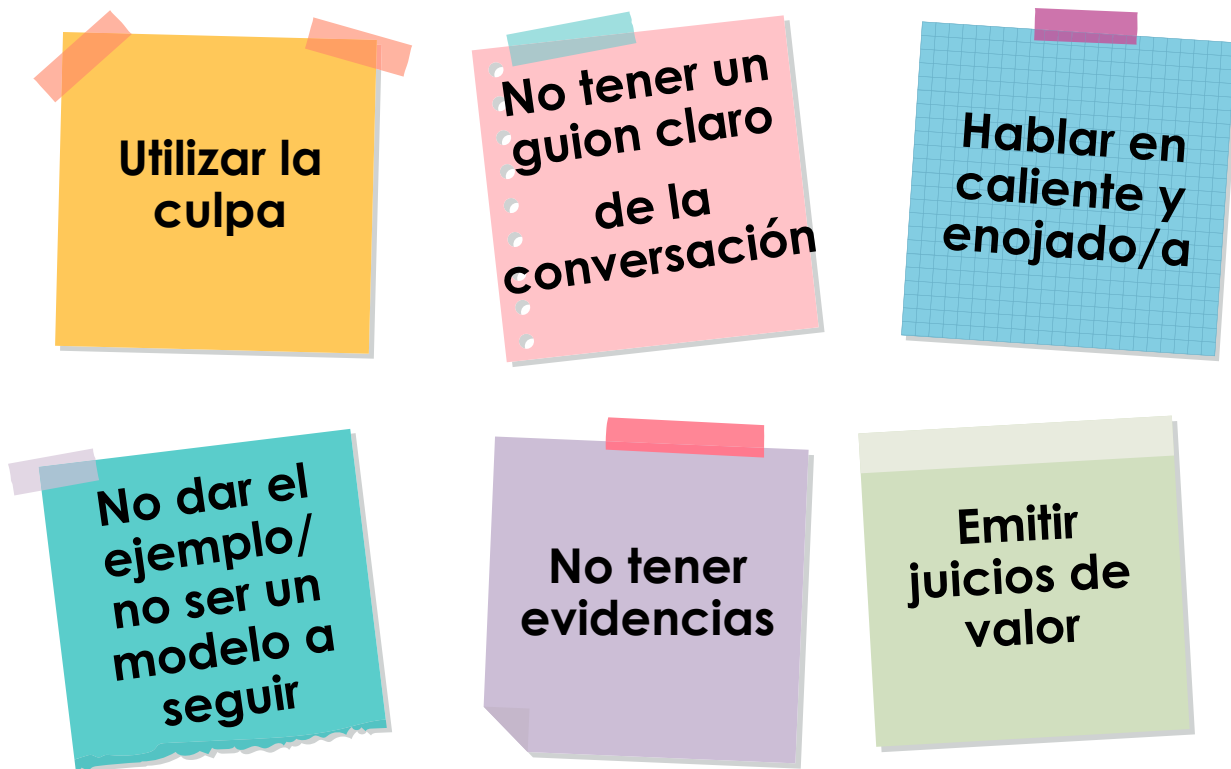 Utilizar la
culpa
No tener un
guion claro
de la
conversación
Hablar en
caliente y
enojado/a
No dar el
ejemplo/
no ser un
modelo a
seguir
No tener
evidencias
Emitir
juicios de
valor